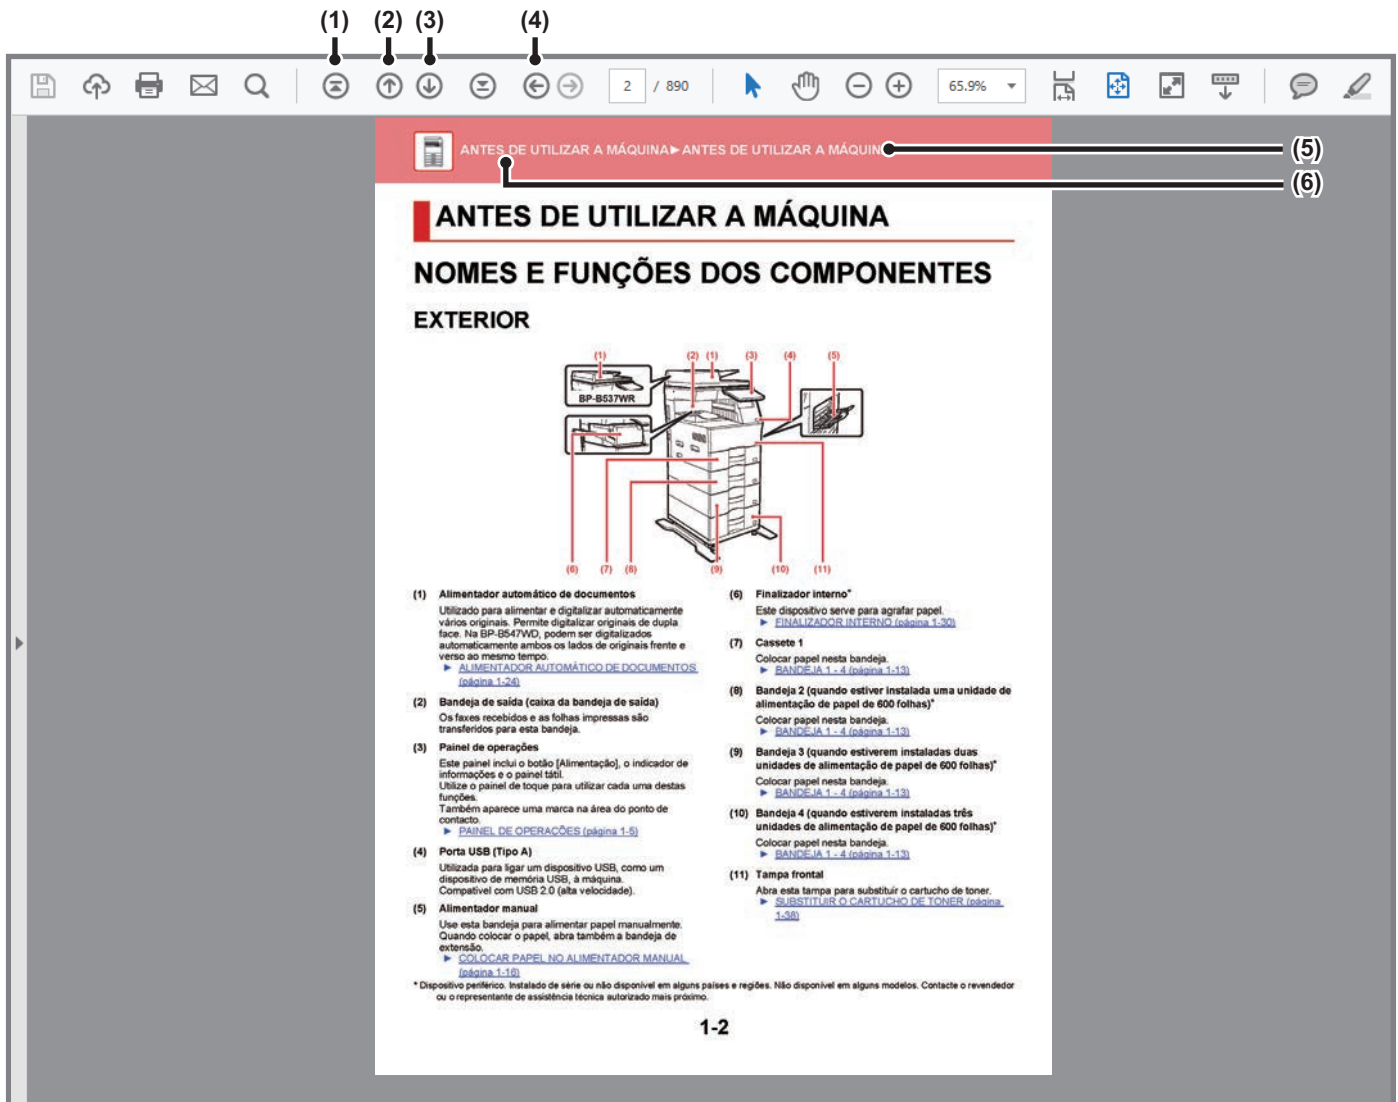 (1) (2) (3) (4)
2 / 890 65.9%
ANTES DE UTILIZAR A MÁQUINA►ANTES DE UTILIZAR A MÁQUIN
(5)
(6)
ANTES DE UTILIZAR A MÁQUINA
NOMES E FUNÇÕES DOS COMPONENTES
EXTERIOR
(1) (2) (1) (3) (4) (5)
BP-B537WR
(6) (7) (8) (9) (10) (11)
(1) Alimentador automático de documentos
Utilizado para alimentar e digitalizar automaticamente
vários originais. Permite digitalizar originais de dupla
face. Na BP-B547WD, podem ser digitalizados
automaticamente ambos os lados de originais frente e
verso ao mesmo tempo.
► ALIMENTADOR AUTOMÁTICO DE DOCUMENTOS
(página 1-24)
(2) Bandeja de saída (caixa da bandeja de saída)
Os faxes recebidos e as folhas impressas são
transferidos para esta bandeja.
(3) Painel de operações
Este painel inclui o botão [Alimentação], o indicador de
informações e o painel tátil.
Utilize o painel de toque para utilizar cada uma destas
funções.
Também aparece uma marca na área do ponto de
contacto.
► PAINEL DE OPERAÇÕES (página 1-5)
(4) Porta USB (Tipo A)
Utilizada para ligar um dispositivo USB, como um
dispositivo de memória USB, à máquina.
Compatível com USB 2.0 (alta velocidade).
(5) Alimentador manual
Use esta bandeja para alimentar papel manualmente.
Quando colocar o papel, abra também a bandeja de
extensão.
► COLOCAR PAPEL NO ALIMENTADOR MANUAL
(página 1-16)
(6) Finalizador interno*
Este dispositivo serve para agrafar papel.
► FINALIZADOR INTERNO (página 1-30)
(7) Cassete 1
Colocar papel nesta bandeja.
► BANDEJA 1 - 4 (página 1-13)
(8) Bandeja 2 (quando estiver instalada uma unidade de
alimentação de papel de 600 folhas)*
Colocar papel nesta bandeja.
► BANDEJA 1 - 4 (página 1-13)
(9) Bandeja 3 (quando estiverem instaladas duas
unidades de alimentação de papel de 600 folhas)*
Colocar papel nesta bandeja.
► BANDEJA 1 - 4 (página 1-13)
(10) Bandeja 4 (quando estiverem instaladas três
unidades de alimentação de papel de 600 folhas)*
Colocar papel nesta bandeja.
► BANDEJA 1 - 4 (página 1-13)
(11) Tampa frontal
Abra esta tampa para substituir o cartucho de toner.
► SUBSTITUIR O CARTUCHO DE TONER (página
1-38)
* Dispositivo periférico. Instalado de série ou não disponível em alguns países e regiões. Não disponível em alguns modelos. Contacte o revendedor
ou o representante de assistência técnica autorizado mais próximo.
1-2